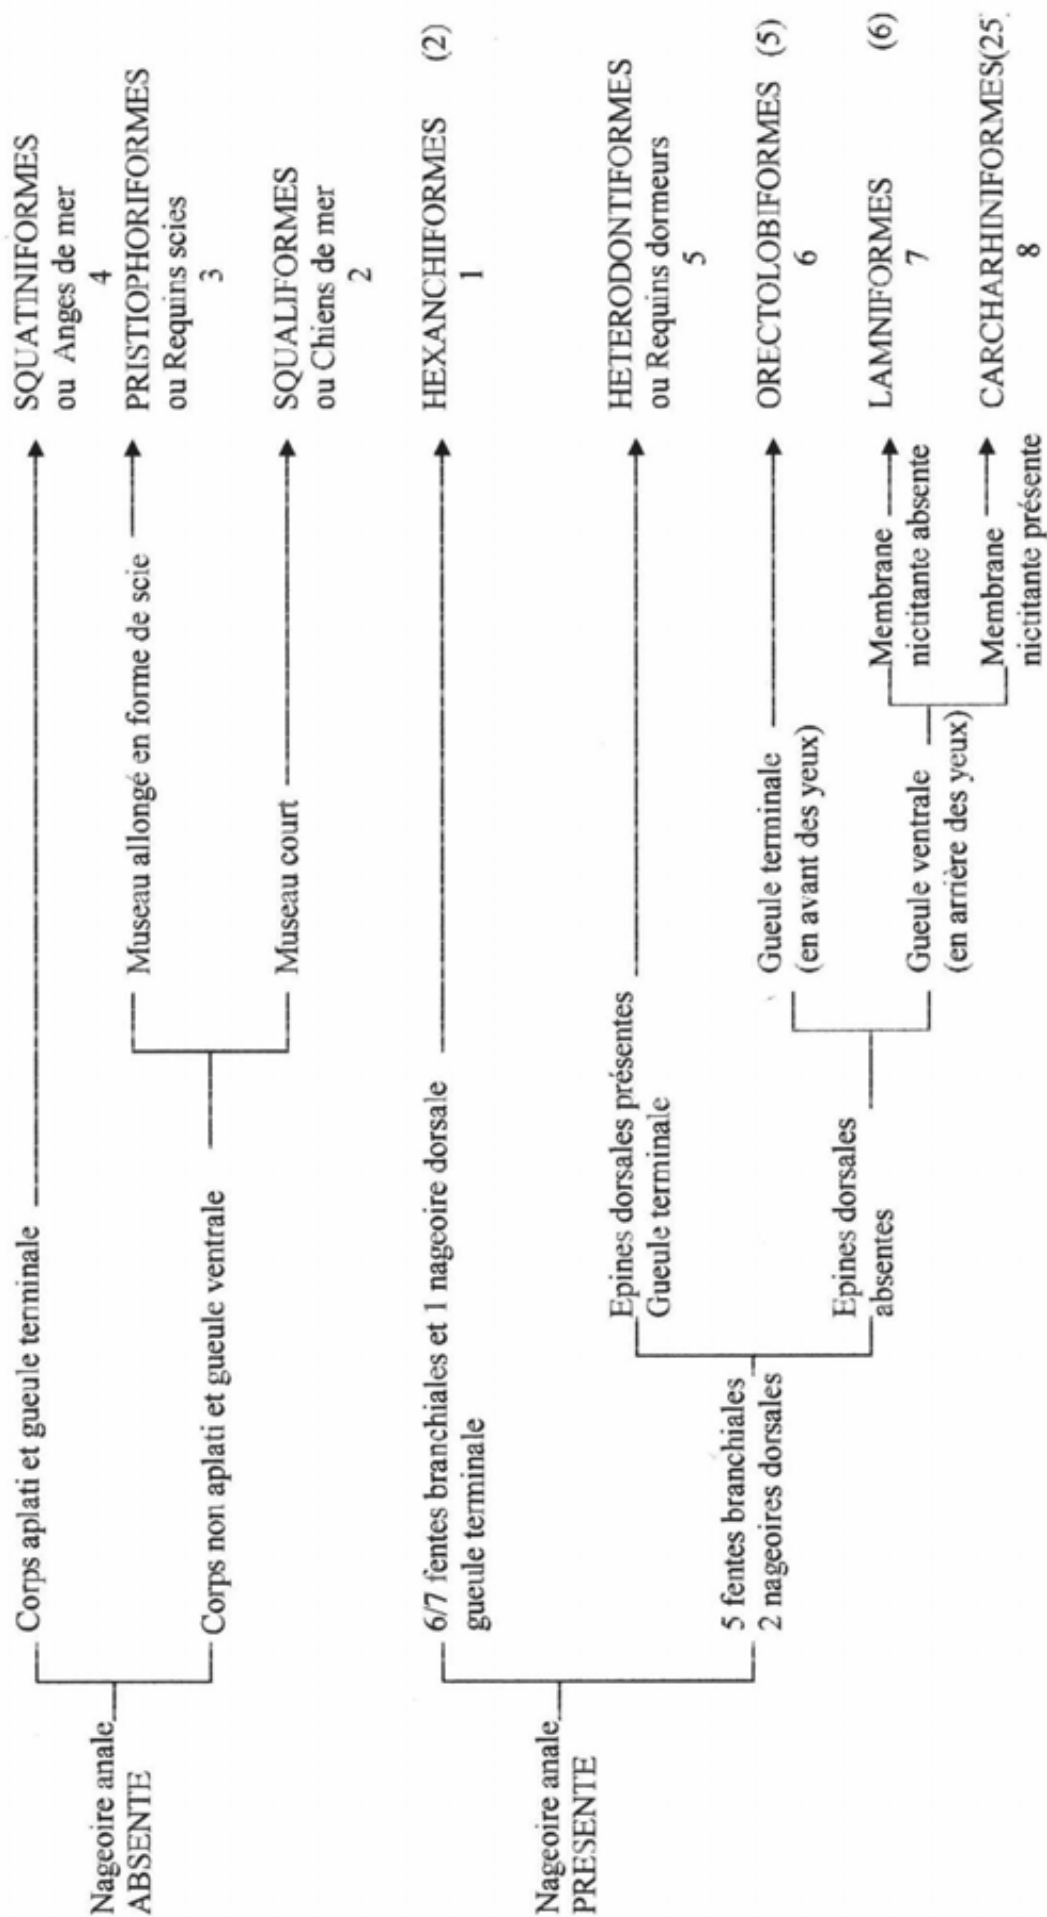 Nageoire anale
ABSENTE
Corps aplati et gueule terminale
SQUATINIFORMES
ou Anges de mer
4
Corps non aplati et gueule ventrale
Museau allongé en forme de scie
PRISTIOPHORIFORMES
ou Requins scies
3
Museau court
SQUALIFORMES
ou Chiens de mer
2
Nageoire anale
PRESENTE
6/7 fentes branchiales et 1 nageoire dorsale
gueule terminale
HEXANCHIFORMES (2)
1
5 fentes branchiales
2 nageoires dorsales
Epines dorsales présentes
Gueule terminale
HETERODONTIFORMES
ou Requins dormeurs
5
Epines dorsales
absentes
Gueule terminale
(en avant des yeux)
ORECTOLOBIFORMES (5)
6
Gueule ventrale
(en arrière des yeux)
Membrane
nictitante absente
LAMNIFORMES (6)
7
Membrane
nictitante présente
CARCHARHINIFORMES(25
8